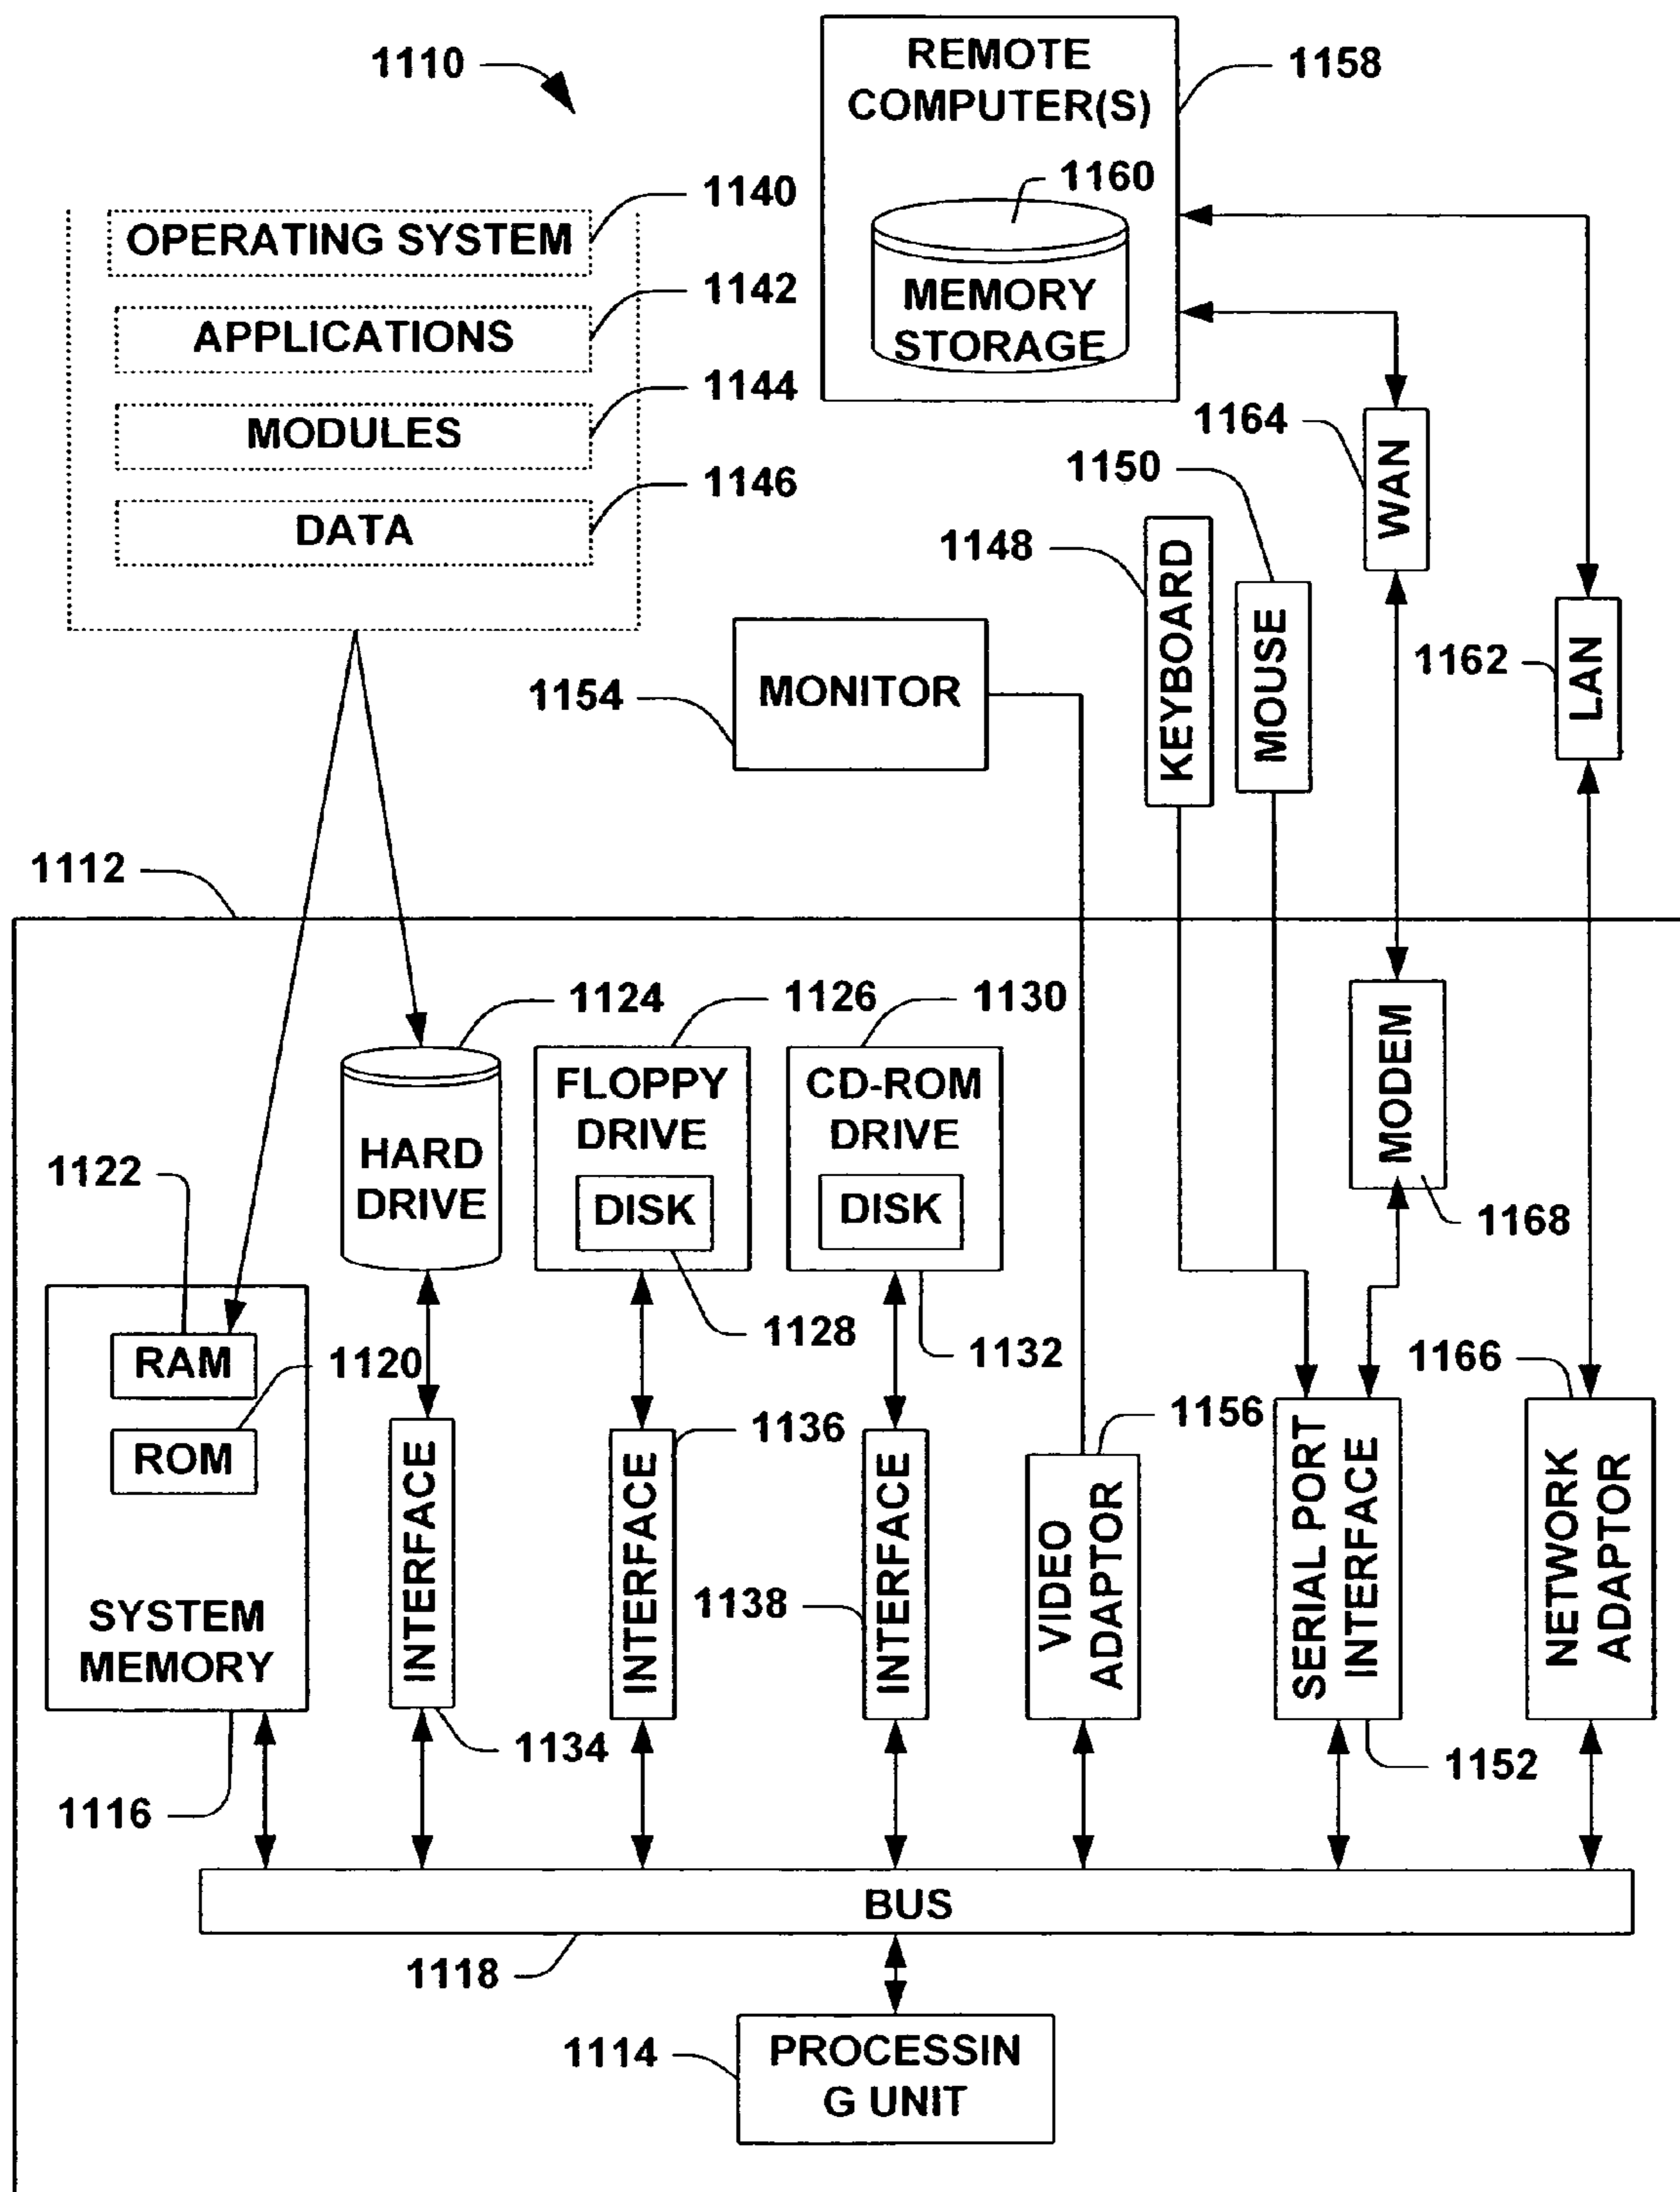 1110
REMOTE
COMPUTER(S)
1158
1160
MEMORY
STORAGE
1140
OPERATING SYSTEM
1142
APPLICATIONS
1144
MODULES
1146
DATA
1164
WAN
1150
1148
KEYBOARD
MOUSE
1162
LAN
1154
MONITOR
1112
1124
HARD
DRIVE
1126
FLOPPY
DRIVE
DISK
1128
1130
CD-ROM
DRIVE
DISK
1132
MODEM
1168
1122
RAM
1120
ROM
SYSTEM
MEMORY
1116
INTERFACE
1134
INTERFACE
1136
INTERFACE
1138
1156
VIDEO
ADAPTOR
SERIAL PORT
INTERFACE
1152
1166
NETWORK
ADAPTOR
BUS
1118
1114
PROCESSIN
G UNIT